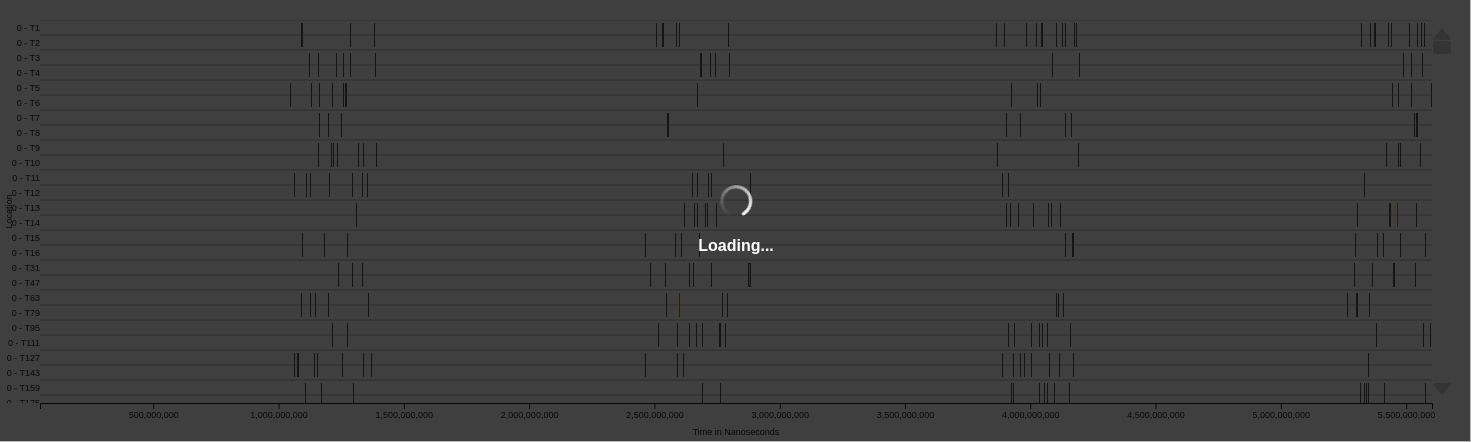 0 - T1
0 - T2
0 - T3
0 - T4
0 - T5
0 - T6
0 - T7
0 - T8
0 - T9
0 - T10
0 - T11
0 - T12
0 - T13
0 - T14
0 - T15
0 - T16
0 - T31
0 - T47
0 - T63
0 - T79
0 - T95
0 - T111
0 - T127
0 - T143
0 - T159
0 - T175
Location
Loading...
500,000,000 1,000,000,000 1,500,000,000 2,000,000,000 2,500,000,000 3,000,000,000 3,500,000,000 4,000,000,000 4,500,000,000 5,000,000,000 5,500,000,000
Time in Nanoseconds